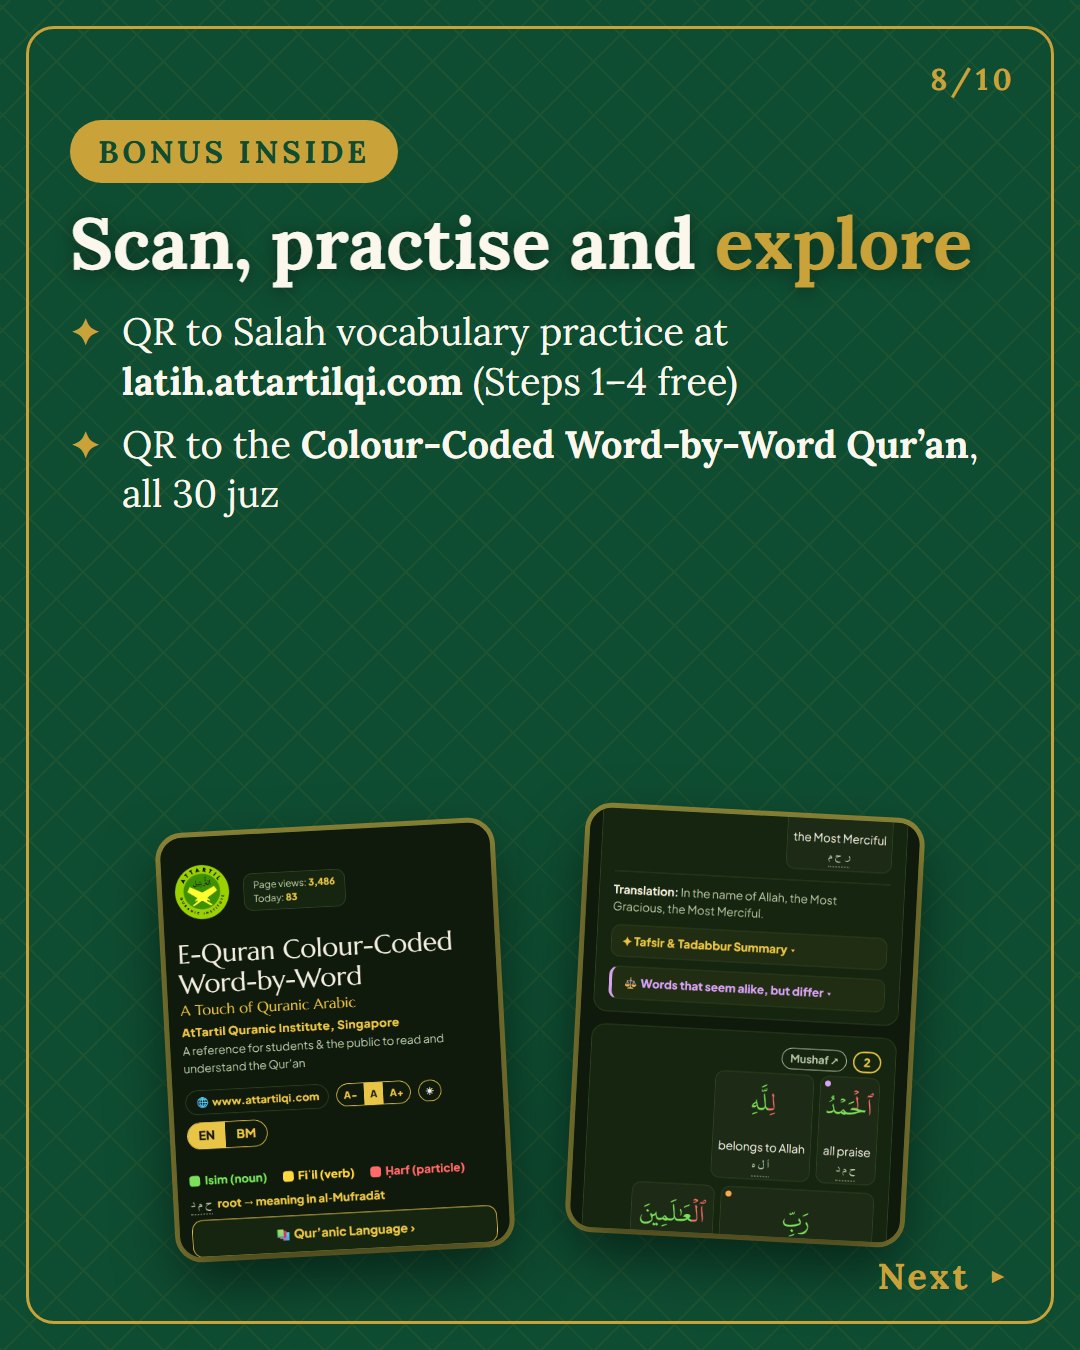 8/10
BONUS INSIDE
Scan, practise and explore
QR to Salah vocabulary practice at
latih.attartilqi.com (Steps 1–4 free)
QR to the Colour-Coded Word-by-Word Qur’an,
all 30 juz
ATTARTIL
QURANIC INSTITUTE
Page views: 3,486
Today: 83
E-Quran Colour-Coded
Word-by-Word
A Touch of Quranic Arabic
AtTartil Quranic Institute, Singapore
A reference for students & the public to read and
understand the Qur'an
www.attartilqi.com A- A A+
EN BM
Isim (noun) Fi'il (verb) Ḥarf (particle)
ح م د root → meaning in al-Mufradāt
Qur'anic Language ›
the Most Merciful
ر ح م
Translation: In the name of Allah, the Most
Gracious, the Most Merciful.
Tafsir & Tadabbur Summary
Words that seem alike, but differ
Mushaf ↗ 2
ٱلْحَمْدُ لِلَّهِ
all praise belongs to Allah
ح م د ا ل ه
رَبِّ ٱلْعَـٰلَمِينَ
Next